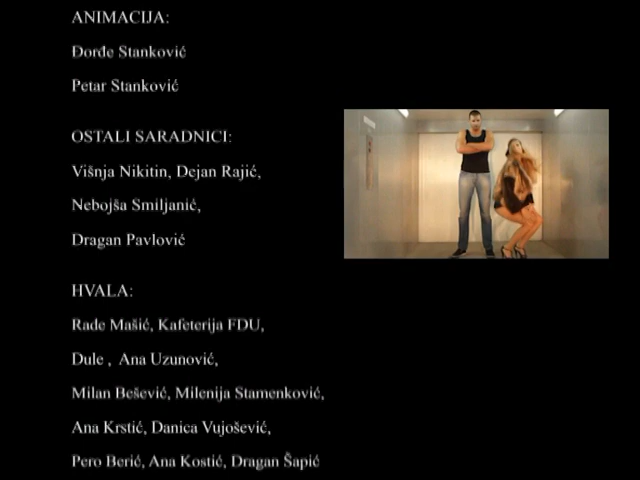 ANIMACIJA:
Đorđe Stanković
Petar Stanković
OSTALI SARADNICI:
Višnja Nikitin, Dejan Rajić,
Nebojša Smiljanić,
Dragan Pavlović
HVALA:
Rade Mašić, Kafeterija FDU,
Dule , Ana Uzunović,
Milan Bešević, Milenija Stamenković,
Ana Krstić, Danica Vujošević,
Pero Berić, Ana Kostić, Dragan Šapić